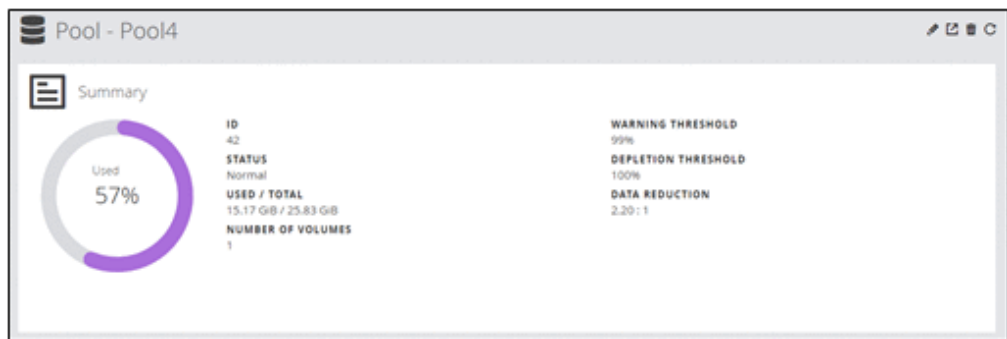 Pool - Pool4
Summary
Used
57%
ID
42
STATUS
Normal
USED / TOTAL
15.17 GiB / 25.83 GiB
NUMBER OF VOLUMES
1
WARNING THRESHOLD
99%
DEPLETION THRESHOLD
100%
DATA REDUCTION
2.20 : 1